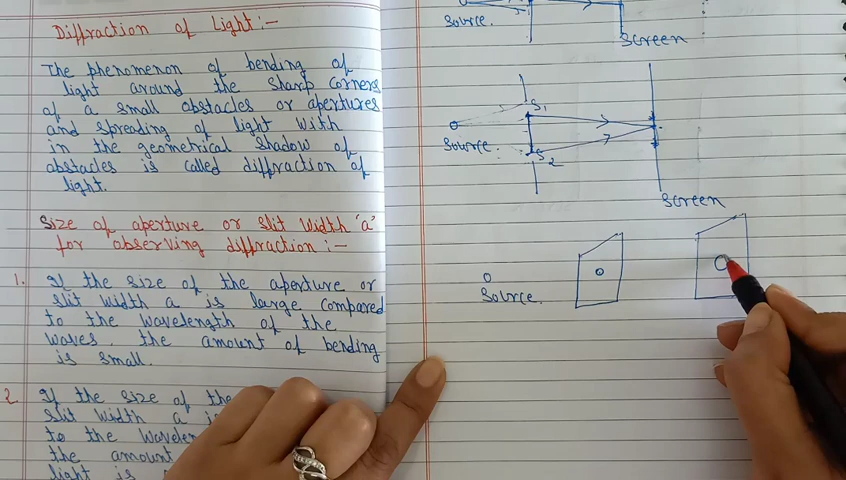 Diffraction of Light:-
The phenomenon of bending of
light around the sharp corners
of a small obstacles or apertures
and spreading of light with
in the geometrical shadow of
obstacles is called diffraction of
light.
Size of aperture or slit width 'a'
for observing diffraction:-
1. If the size of the aperture or
slit width a is large compared
to the wavelength of the
waves, the amount of bending
is small.
2. If the size of the
slit width a
to the
the amount
light is
Source.
Screen
S1
Source.
S2
Screen
Source.